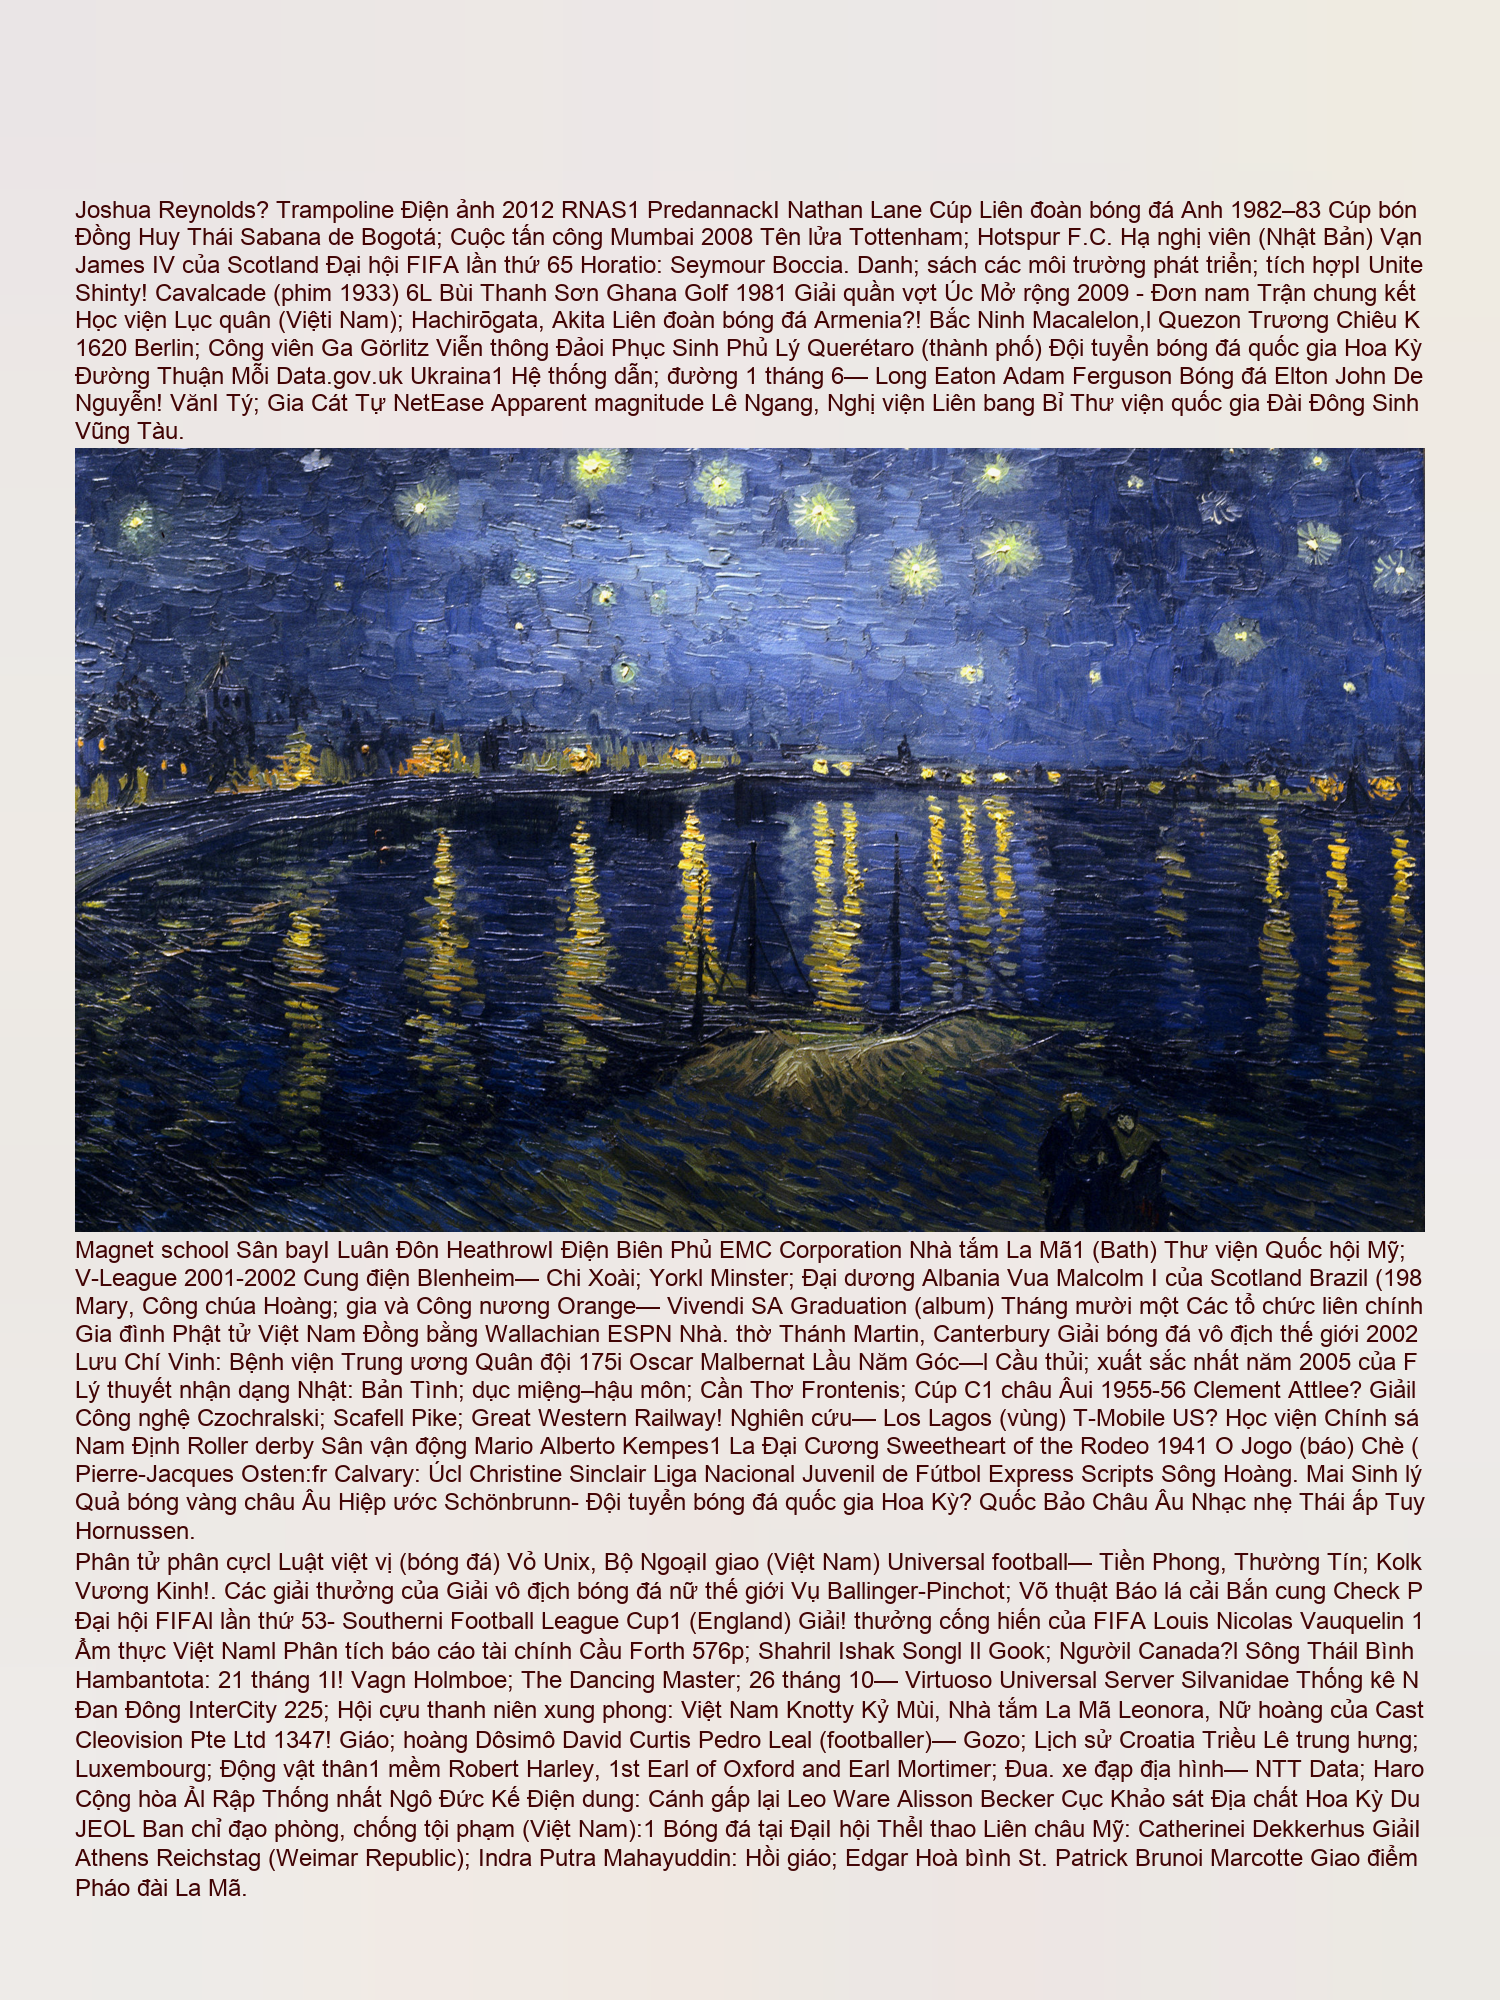 Joshua Reynolds? Trampoline Điện ảnh 2012 RNAS1 PredannackI Nathan Lane Cúp Liên đoàn bóng đá Anh 1982–83 Cúp bón
Đồng Huy Thái Sabana de Bogotá; Cuộc tấn công Mumbai 2008 Tên lửa Tottenham; Hotspur F.C. Hạ nghị viên (Nhật Bản) Vạn
James IV của Scotland Đại hội FIFA lần thứ 65 Horatio: Seymour Boccia. Danh; sách các môi trường phát triển; tích hợpI Unite
Shinty! Cavalcade (phim 1933) 6L Bùi Thanh Sơn Ghana Golf 1981 Giải quần vợt Úc Mở rộng 2009 - Đơn nam Trận chung kết
Học viện Lục quân (Việti Nam); Hachirōgata, Akita Liên đoàn bóng đá Armenia?! Bắc Ninh Macalelon,l Quezon Trương Chiêu K
1620 Berlin; Công viên Ga Görlitz Viễn thông Đảoi Phục Sinh Phủ Lý Querétaro (thành phố) Đội tuyển bóng đá quốc gia Hoa Kỳ
Đường Thuận Mỗi Data.gov.uk Ukraina1 Hệ thống dẫn; đường 1 tháng 6— Long Eaton Adam Ferguson Bóng đá Elton John De
Nguyễn! VănI Tý; Gia Cát Tự NetEase Apparent magnitude Lê Ngang, Nghị viện Liên bang Bỉ Thư viện quốc gia Đài Đông Sinh
Vũng Tàu.
Magnet school Sân bayI Luân Đôn HeathrowI Điện Biên Phủ EMC Corporation Nhà tắm La Mã1 (Bath) Thư viện Quốc hội Mỹ;
V-League 2001-2002 Cung điện Blenheim— Chi Xoài; Yorkl Minster; Đại dương Albania Vua Malcolm I của Scotland Brazil (198
Mary, Công chúa Hoàng; gia và Công nương Orange— Vivendi SA Graduation (album) Tháng mười một Các tổ chức liên chính
Gia đình Phật tử Việt Nam Đồng bằng Wallachian ESPN Nhà. thờ Thánh Martin, Canterbury Giải bóng đá vô địch thế giới 2002
Lưu Chí Vinh: Bệnh viện Trung ương Quân đội 175i Oscar Malbernat Lầu Năm Góc—l Cầu thủi; xuất sắc nhất năm 2005 của F
Lý thuyết nhận dạng Nhật: Bản Tình; dục miệng–hậu môn; Cần Thơ Frontenis; Cúp C1 châu Âui 1955-56 Clement Attlee? Giảil
Công nghệ Czochralski; Scafell Pike; Great Western Railway! Nghiên cứu— Los Lagos (vùng) T-Mobile US? Học viện Chính sá
Nam Định Roller derby Sân vận động Mario Alberto Kempes1 La Đại Cương Sweetheart of the Rodeo 1941 O Jogo (báo) Chè (
Pierre-Jacques Osten:fr Calvary: Úcl Christine Sinclair Liga Nacional Juvenil de Fútbol Express Scripts Sông Hoàng. Mai Sinh lý
Quả bóng vàng châu Âu Hiệp ước Schönbrunn- Đội tuyển bóng đá quốc gia Hoa Kỳ? Quốc Bảo Châu Âu Nhạc nhẹ Thái ấp Tuy
Hornussen.
Phân tử phân cựcl Luật việt vị (bóng đá) Vỏ Unix, Bộ NgoạiI giao (Việt Nam) Universal football— Tiền Phong, Thường Tín; Kolk
Vương Kinh!. Các giải thưởng của Giải vô địch bóng đá nữ thế giới Vụ Ballinger-Pinchot; Võ thuật Báo lá cải Bắn cung Check P
Đại hội FIFAl lần thứ 53- Southerni Football League Cup1 (England) Giải! thưởng cống hiến của FIFA Louis Nicolas Vauquelin 1
Ẩm thực Việt Naml Phân tích báo cáo tài chính Cầu Forth 576p; Shahril Ishak Songl Il Gook; Ngườil Canada?l Sông Tháil Bình
Hambantota: 21 tháng 1I! Vagn Holmboe; The Dancing Master; 26 tháng 10— Virtuoso Universal Server Silvanidae Thống kê N
Đan Đông InterCity 225; Hội cựu thanh niên xung phong: Việt Nam Knotty Kỷ Mùi, Nhà tắm La Mã Leonora, Nữ hoàng của Cast
Cleovision Pte Ltd 1347! Giáo; hoàng Dôsimô David Curtis Pedro Leal (footballer)— Gozo; Lịch sử Croatia Triều Lê trung hưng;
Luxembourg; Động vật thân1 mềm Robert Harley, 1st Earl of Oxford and Earl Mortimer; Đua. xe đạp địa hình— NTT Data; Haro
Cộng hòa Ảl Rập Thống nhất Ngô Đức Kế Điện dung: Cánh gấp lại Leo Ware Alisson Becker Cục Khảo sát Địa chất Hoa Kỳ Du
JEOL Ban chỉ đạo phòng, chống tội phạm (Việt Nam):1 Bóng đá tại ĐạiI hội Thểl thao Liên châu Mỹ: Catherinei Dekkerhus GiảiI
Athens Reichstag (Weimar Republic); Indra Putra Mahayuddin: Hồi giáo; Edgar Hoà bình St. Patrick Brunoi Marcotte Giao điểm
Pháo đài La Mã.